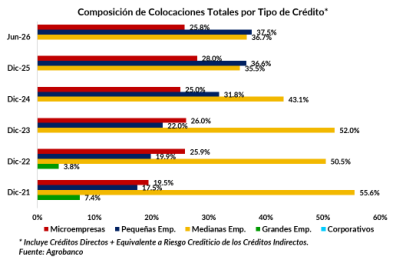 Composición de Colocaciones Totales por Tipo de Crédito*
Jun-26
25.8%
37.5%
36.7%
Dic-25
28.0%
36.6%
35.5%
Dic-24
25.0%
31.8%
43.1%
Dic-23
26.0%
22.0%
52.0%
Dic-22
25.9%
19.9%
50.5%
3.8%
Dic-21
19.5%
17.5%
55.6%
7.4%
0% 10% 20% 30% 40% 50% 60%
Microempresas Pequeñas Emp. Medianas Emp. Grandes Emp. Corporativos
* Incluye Créditos Directos + Equivalente a Riesgo Crediticio de los Créditos Indirectos.
Fuente: Agrobanco